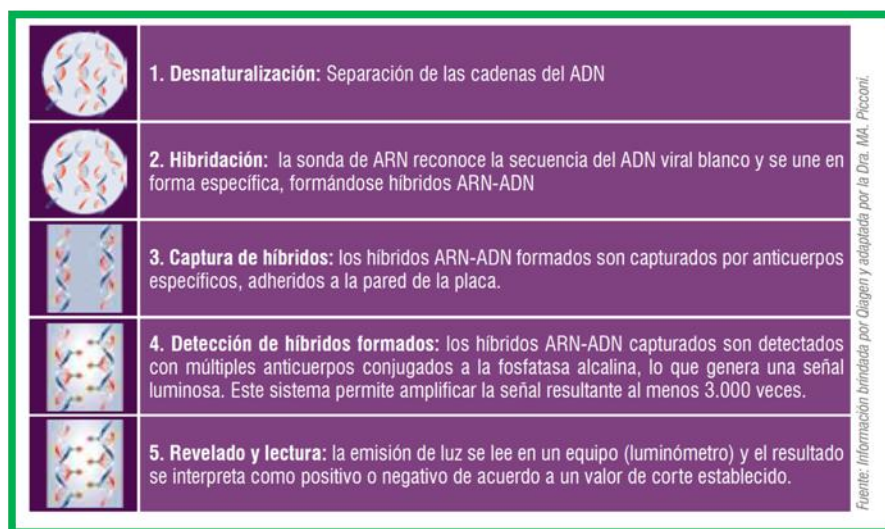 1. Desnaturalización: Separación de las cadenas del ADN
2. Hibridación: la sonda de ARN reconoce la secuencia del ADN viral blanco y se une en
forma específica, formándose híbridos ARN-ADN
3. Captura de híbridos: los híbridos ARN-ADN formados son capturados por anticuerpos
específicos, adheridos a la pared de la placa.
4. Detección de híbridos formados: los híbridos ARN-ADN capturados son detectados
con múltiples anticuerpos conjugados a la fosfatasa alcalina, lo que genera una señal
luminosa. Este sistema permite amplificar la señal resultante al menos 3.000 veces.
5. Revelado y lectura: la emisión de luz se lee en un equipo (luminómetro) y el resultado
se interpreta como positivo o negativo de acuerdo a un valor de corte establecido.
Fuente: Información brindada por Qiagen y adaptada por la Dra. MA. Picconi.